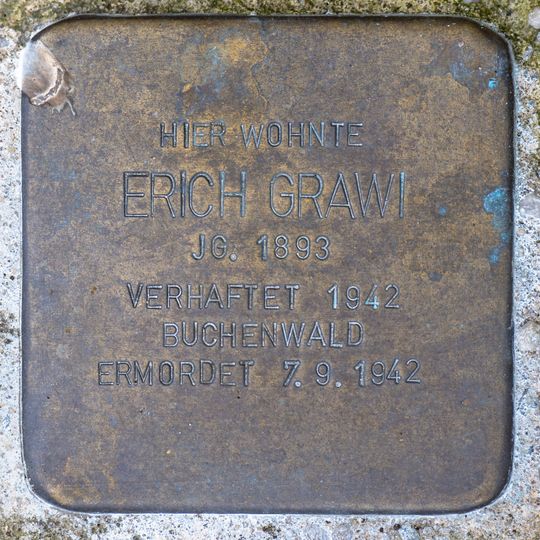 HIER WOHNTE
ERICH GRAWI
JG. 1893
VERHAFTET 1942
BUCHENWALD
ERMORDET 7.9.1942